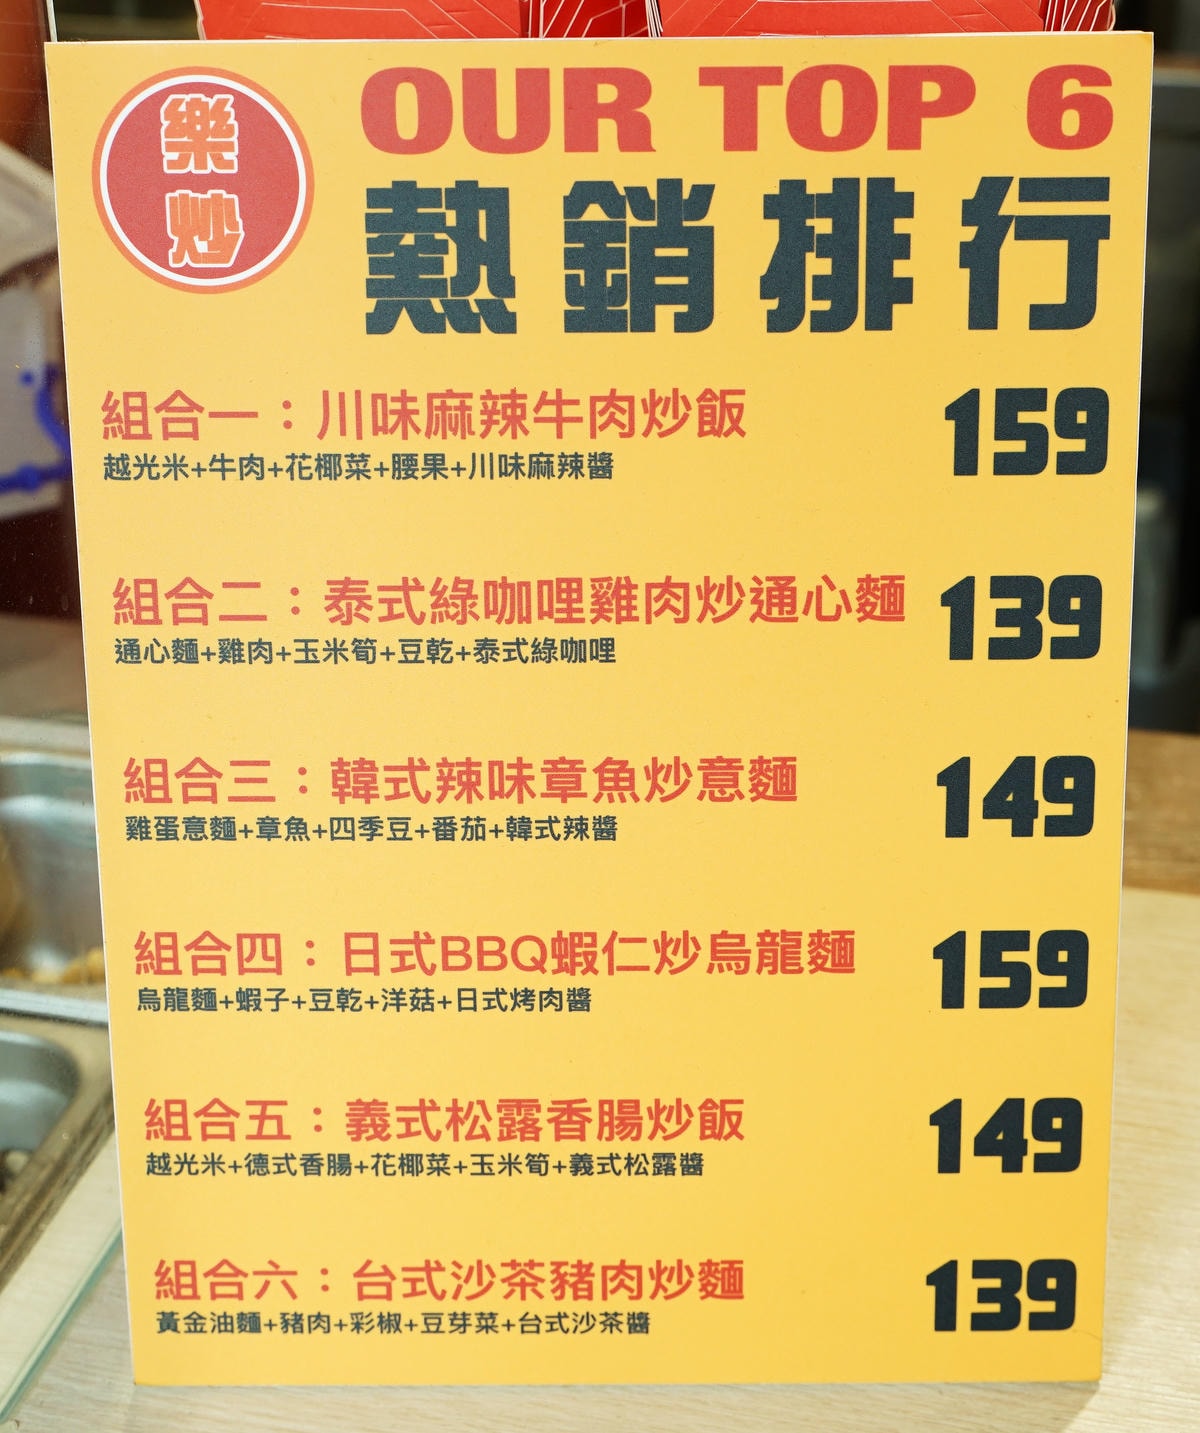 樂炒
OUR TOP 6
熱銷排行
組合一：川味麻辣牛肉炒飯 159
越光米+牛肉+花椰菜+腰果+川味麻辣醬
組合二：泰式綠咖哩雞肉炒通心麵 139
通心麵+雞肉+玉米筍+豆乾+泰式綠咖哩
組合三：韓式辣味章魚炒意麵 149
雞蛋意麵+章魚+四季豆+番茄+韓式辣醬
組合四：日式BBQ蝦仁炒烏龍麵 159
烏龍麵+蝦子+豆乾+洋菇+日式烤肉醬
組合五：義式松露香腸炒飯 149
越光米+德式香腸+花椰菜+玉米筍+義式松露醬
組合六：台式沙茶豬肉炒麵 139
黃金油麵+豬肉+彩椒+豆芽菜+台式沙茶醬